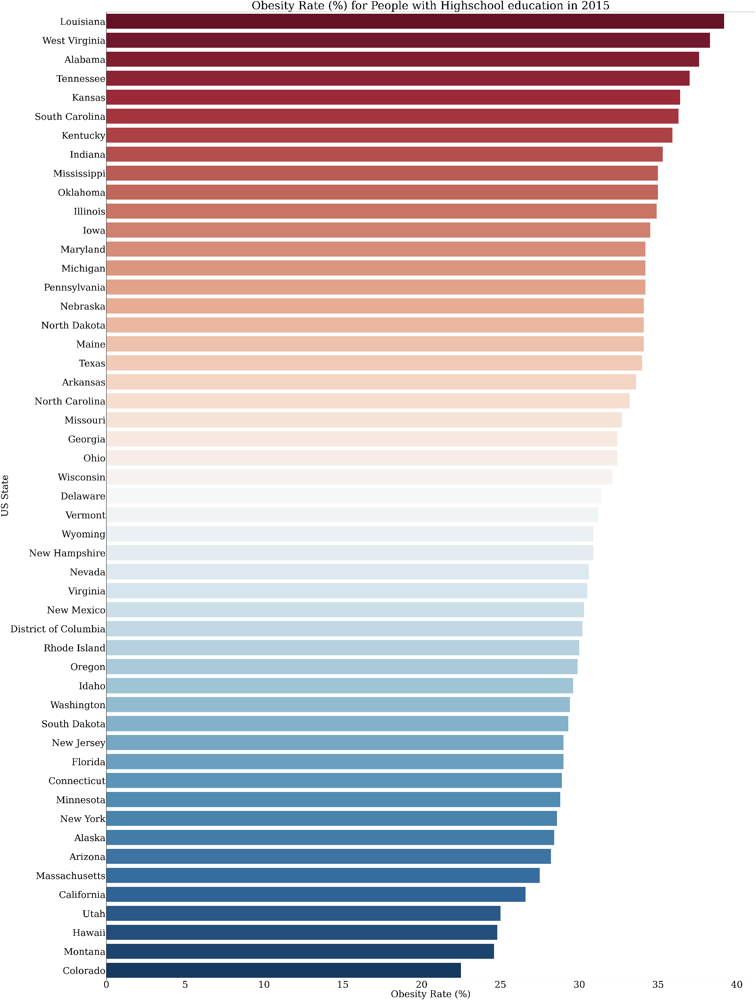 Obesity Rate (%) for People with Highschool education in 2015
Louisiana
West Virginia
Alabama
Tennessee
Kansas
South Carolina
Kentucky
Indiana
Mississippi
Oklahoma
Illinois
Iowa
Maryland
Michigan
Pennsylvania
Nebraska
North Dakota
Maine
Texas
Arkansas
North Carolina
Missouri
Georgia
Ohio
Wisconsin
Delaware
Vermont
Wyoming
New Hampshire
Nevada
Virginia
New Mexico
District of Columbia
Rhode Island
Oregon
Idaho
Washington
South Dakota
New Jersey
Florida
Connecticut
Minnesota
New York
Alaska
Arizona
Massachusetts
California
Utah
Hawaii
Montana
Colorado
US State
0 5 10 15 20 25 30 35 40
Obesity Rate (%)